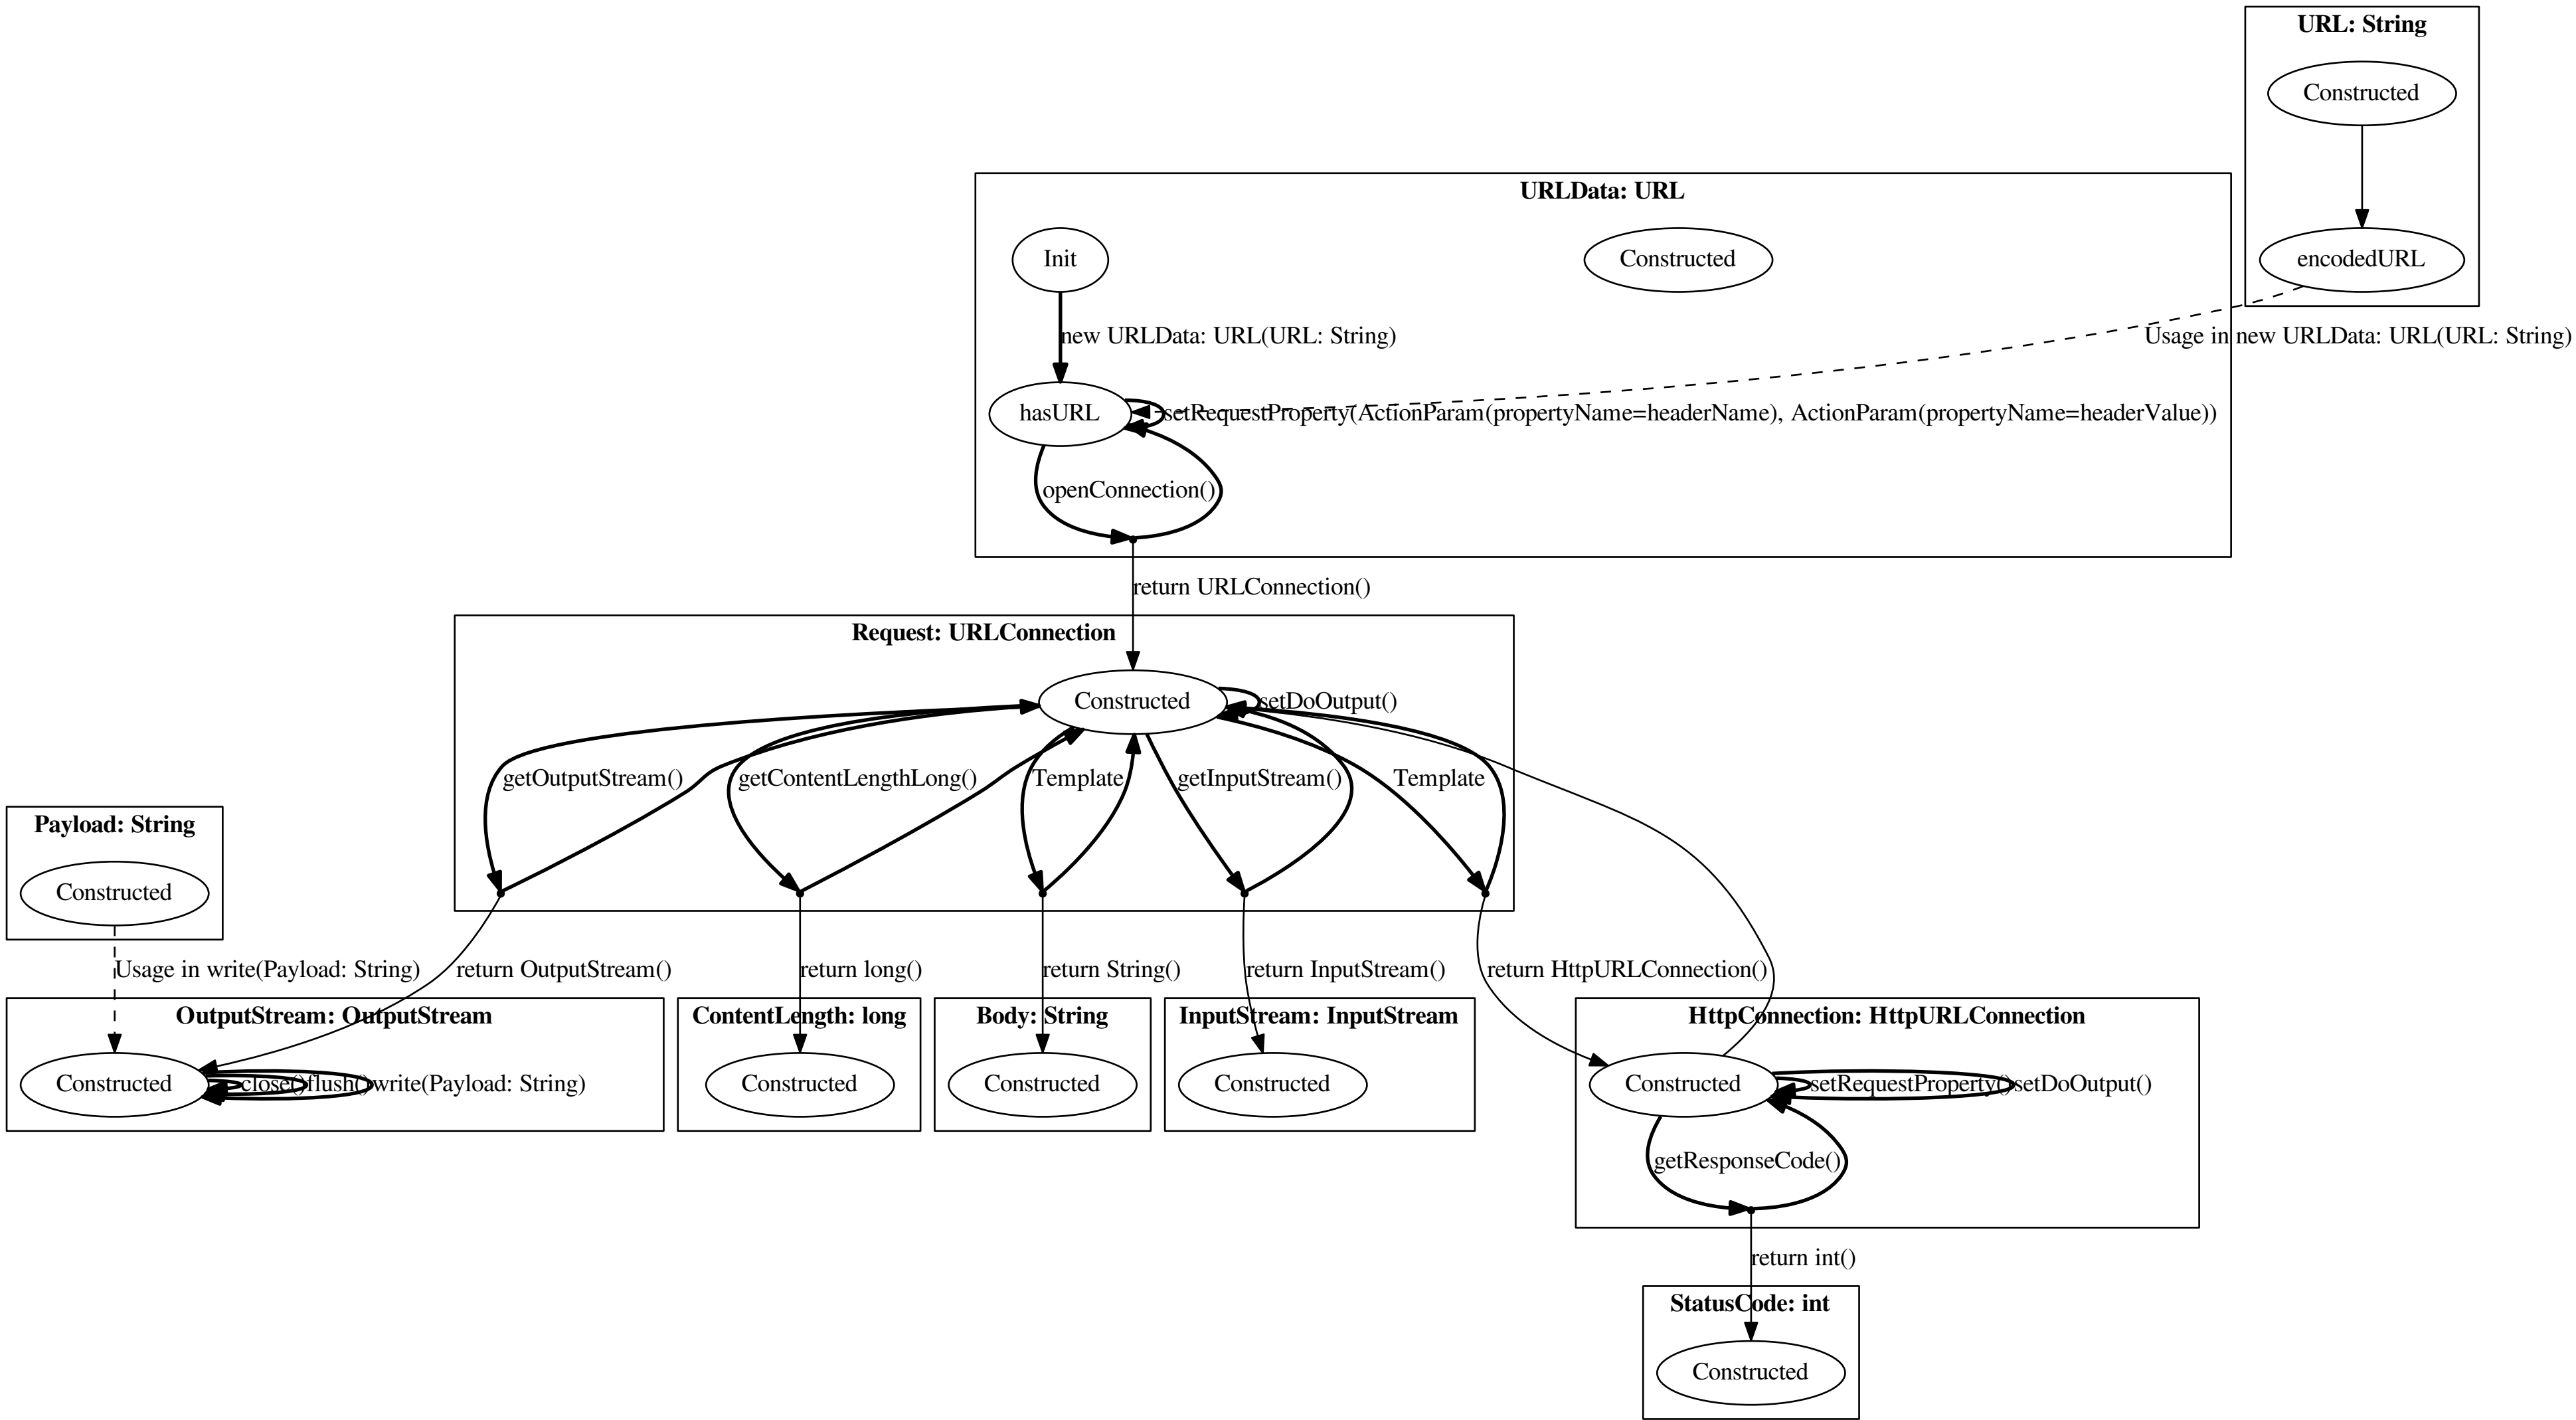 URL: String
Constructed
encodedURL
URLData: URL
Init
Constructed
new URLData: URL(URL: String)
Usage in new URLData: URL(URL: String)
hasURL
setRequestProperty(ActionParam(propertyName=headerName), ActionParam(propertyName=headerValue))
openConnection()
return URLConnection()
Request: URLConnection
Constructed
setDoOutput()
getOutputStream()
getContentLengthLong()
Template
getInputStream()
Template
Payload: String
Constructed
Usage in write(Payload: String)
return OutputStream()
return long()
return String()
return InputStream()
return HttpURLConnection()
OutputStream: OutputStream
Constructed
close()
flush()
write(Payload: String)
ContentLength: long
Constructed
Body: String
Constructed
InputStream: InputStream
Constructed
HttpConnection: HttpURLConnection
Constructed
setRequestProperty()
setDoOutput()
getResponseCode()
return int()
StatusCode: int
Constructed